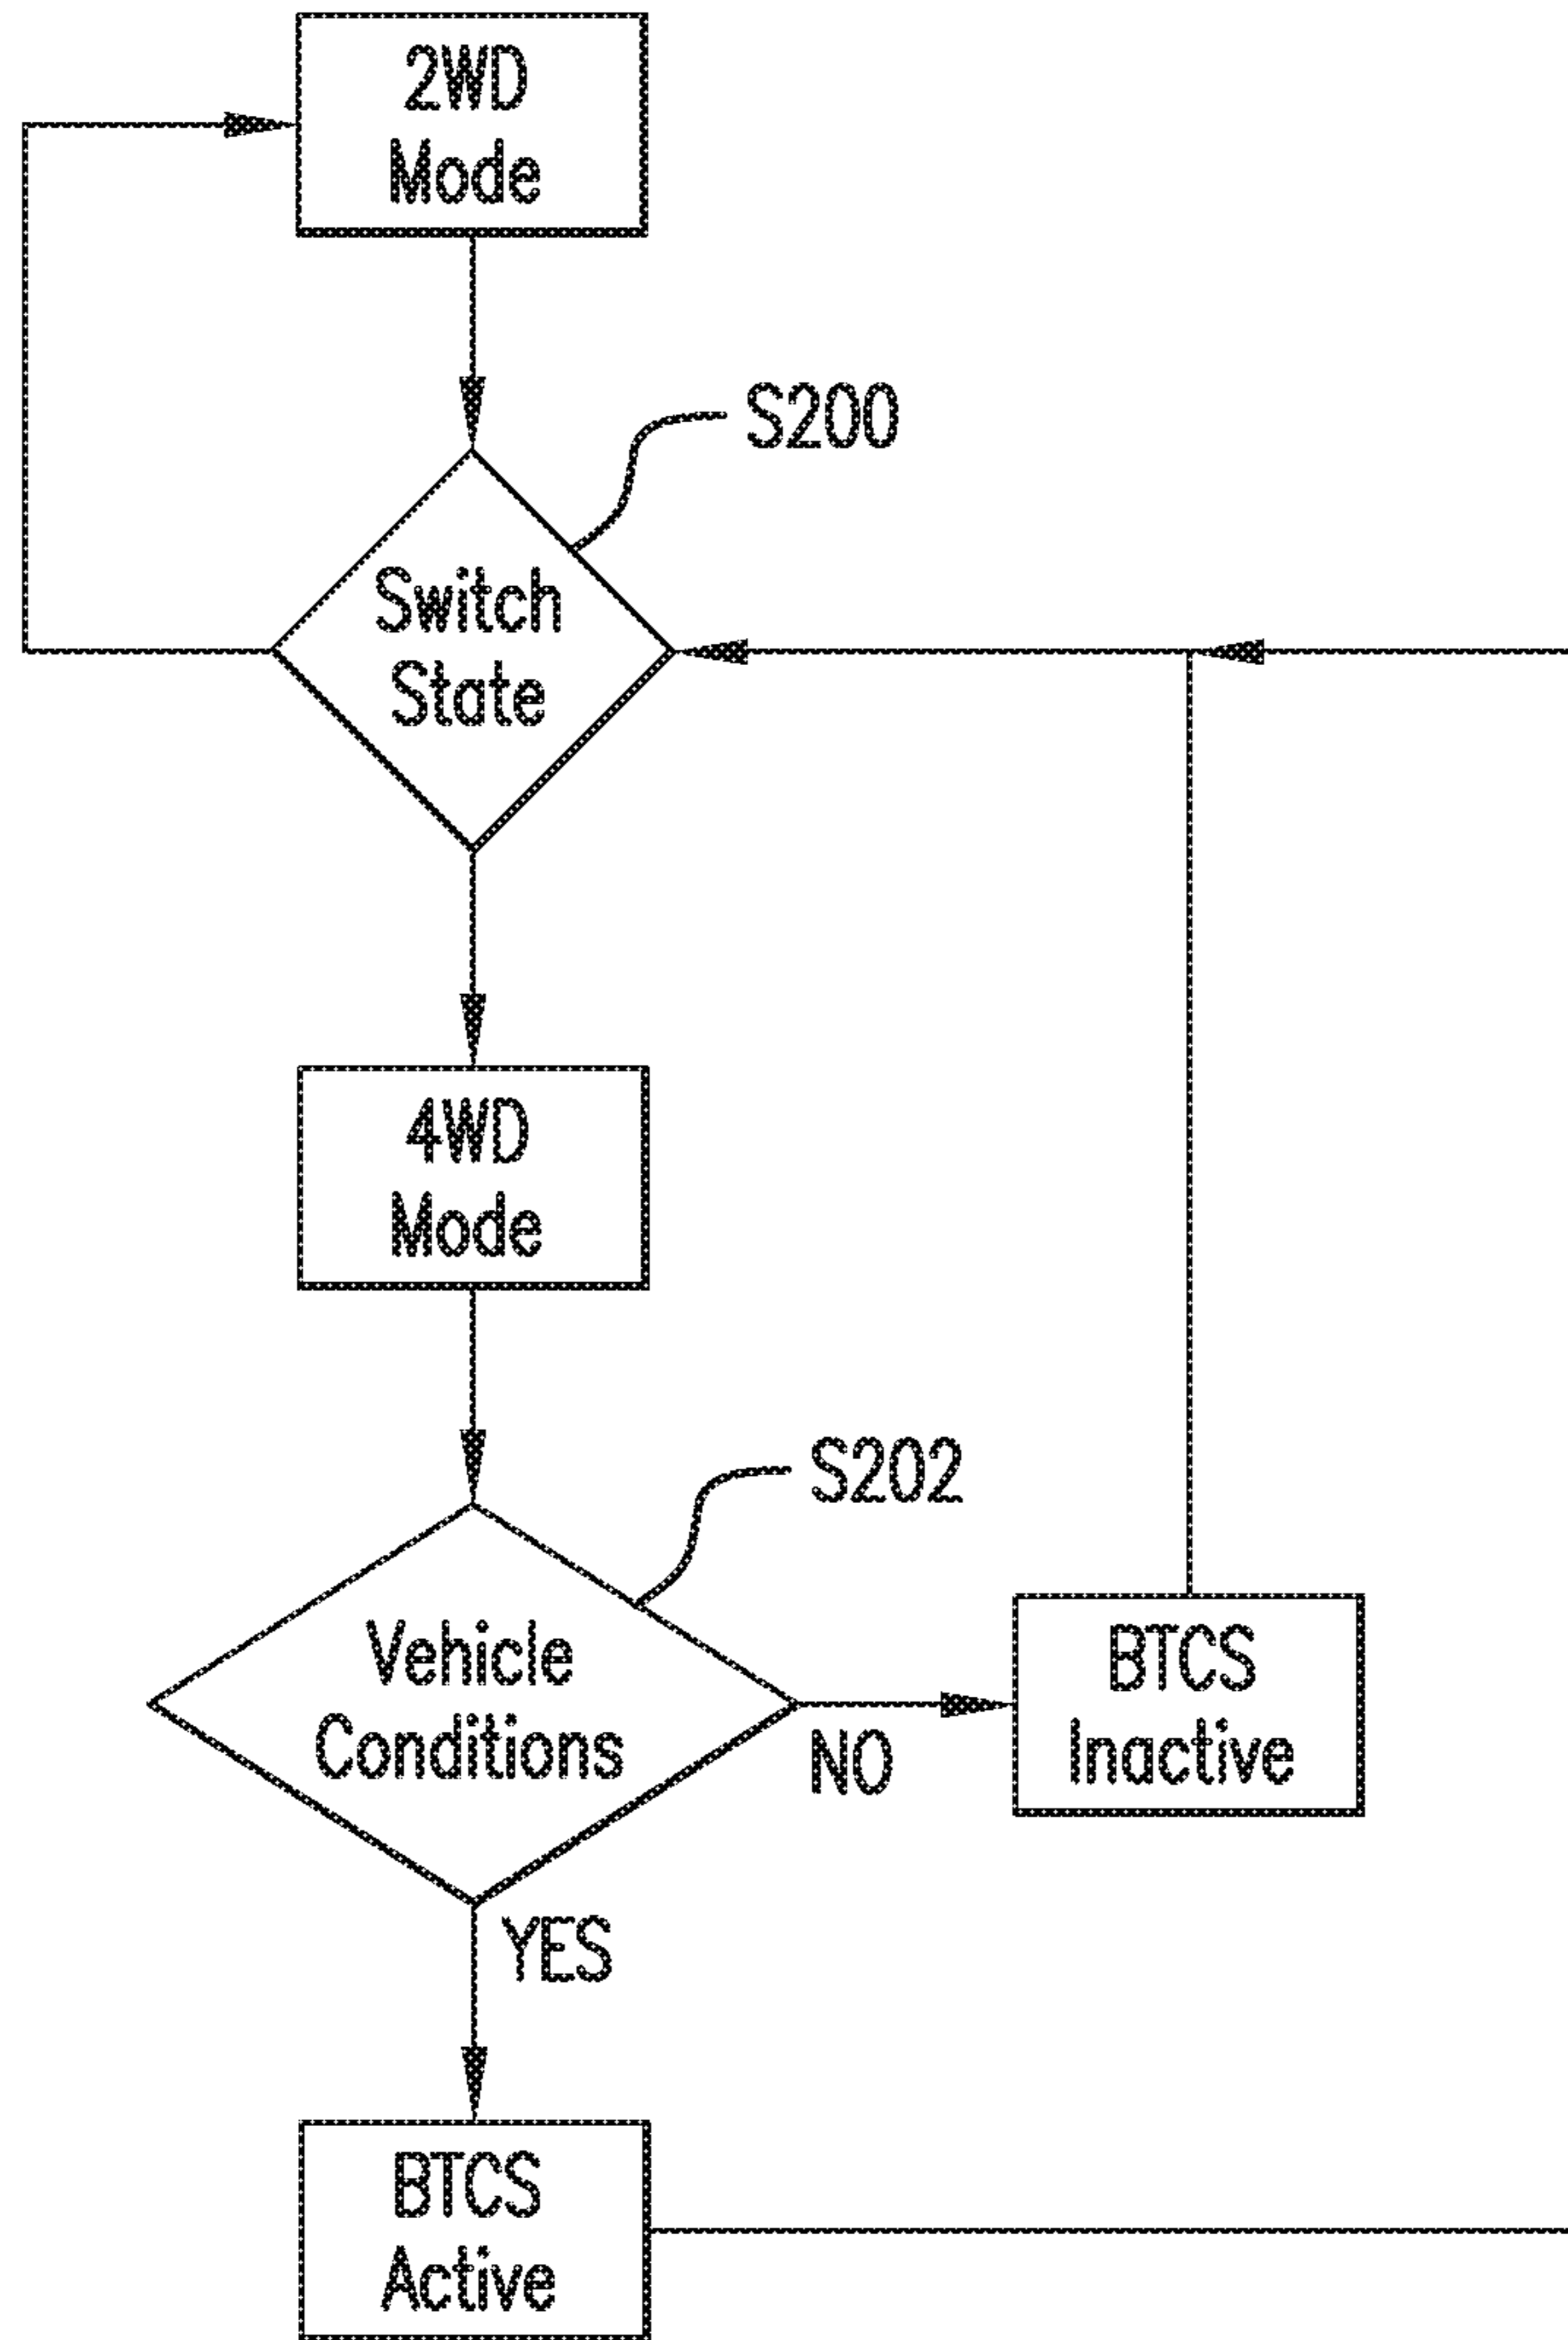 2WD
Mode
S200
Switch
State
4WD
Mode
S202
Vehicle
Conditions
NO
BTCS
Inactive
YES
BTCS
Active